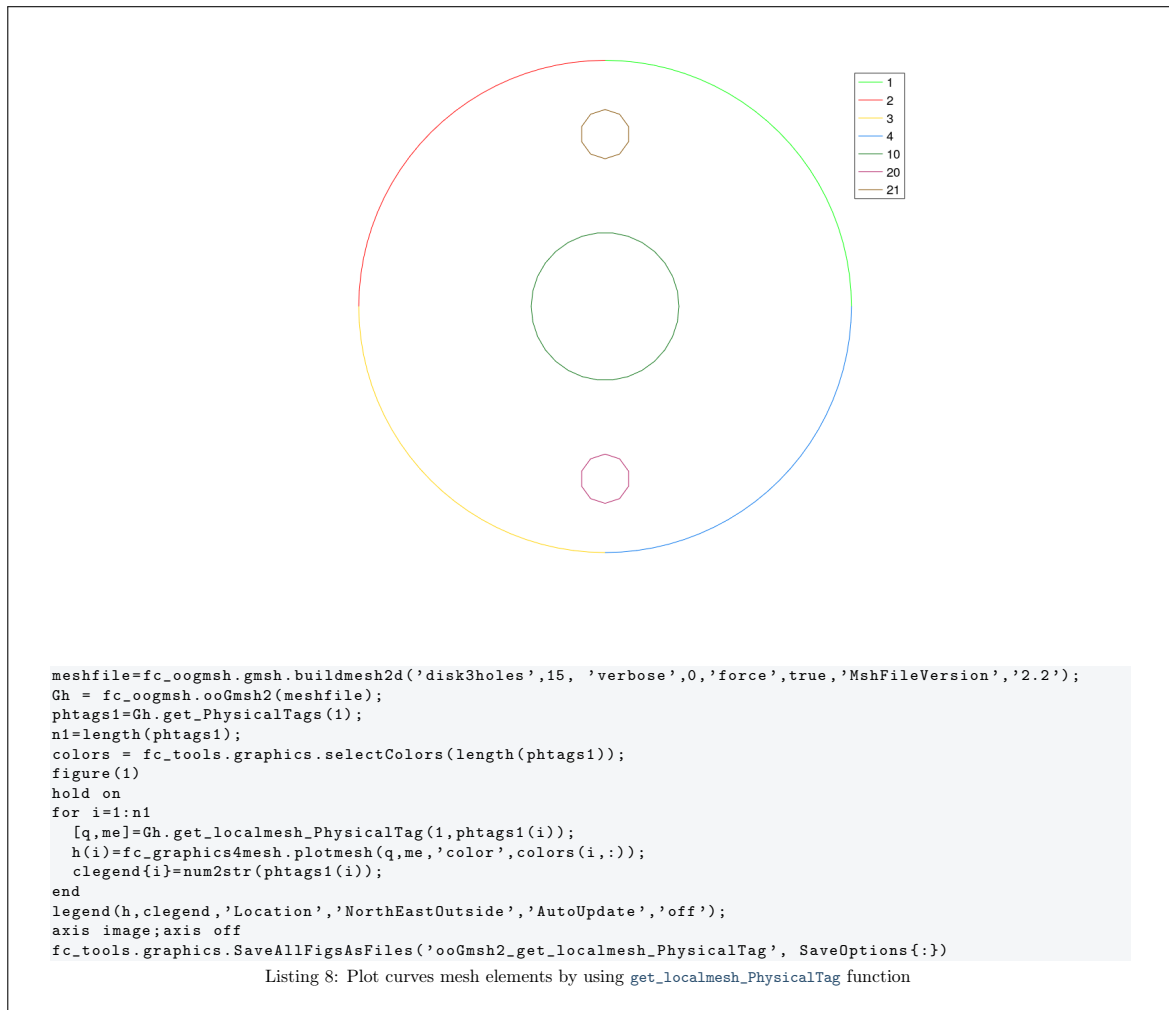 1
2
3
4
10
20
21
meshfile=fc_oogmsh.gmsh.buildmesh2d('disk3holes',15, 'verbose',0,'force',true,'MshFileVersion','2.2');
Gh = fc_oogmsh.ooGmsh2(meshfile);
phtags1=Gh.get_PhysicalTags(1);
n1=length(phtags1);
colors = fc_tools.graphics.selectColors(length(phtags1));
figure(1)
hold on
for i=1:n1
  [q,me]=Gh.get_localmesh_PhysicalTag(1,phtags1(i));
  h(i)=fc_graphics4mesh.plotmesh(q,me,'color',colors(i,:));
  clegend{i}=num2str(phtags1(i));
end
legend(h,clegend,'Location','NorthEastOutside','AutoUpdate','off');
axis image;axis off
fc_tools.graphics.SaveAllFigsAsFiles('ooGmsh2_get_localmesh_PhysicalTag', SaveOptions{:})
Listing 8: Plot curves mesh elements by using get_localmesh_PhysicalTag function